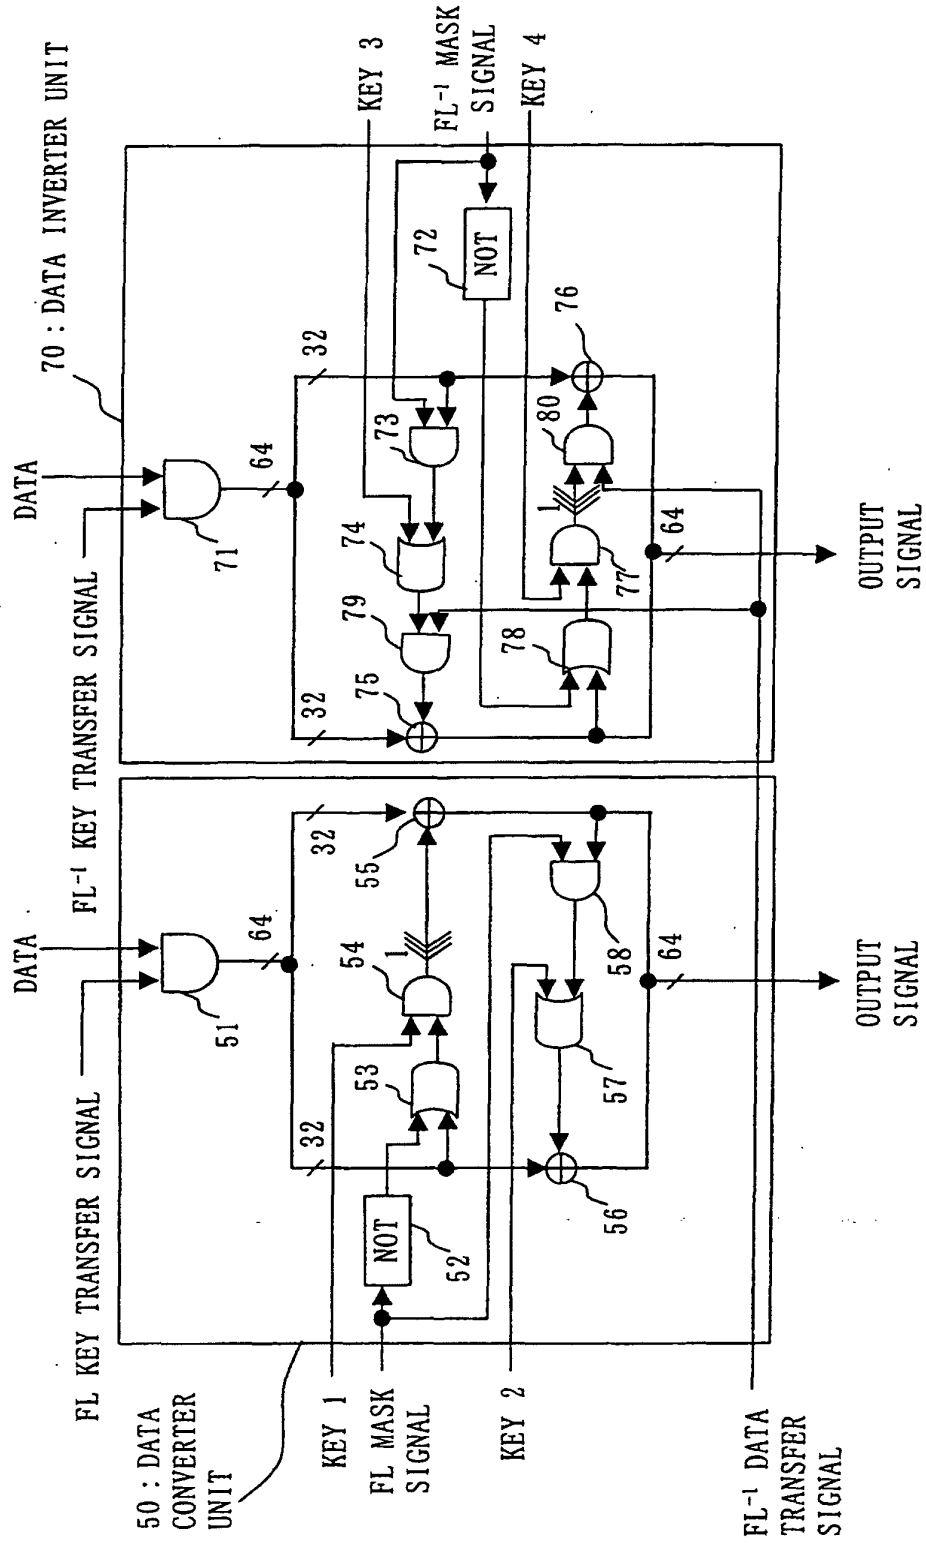 50 : DATA
CONVERTER
UNIT
FL KEY TRANSFER SIGNAL
DATA
FL⁻¹ KEY TRANSFER SIGNAL
DATA
70 : DATA INVERTER UNIT
51
64
71
64
32
32
32
32
KEY 1
FL MASK
SIGNAL
NOT
52
53
54
1
55
KEY 2
56
57
58
64
OUTPUT
SIGNAL
KEY 3
FL⁻¹ MASK
SIGNAL
KEY 4
NOT
72
73
74
79
75
76
80
1
77
78
64
OUTPUT
SIGNAL
FL⁻¹ DATA
TRANSFER
SIGNAL